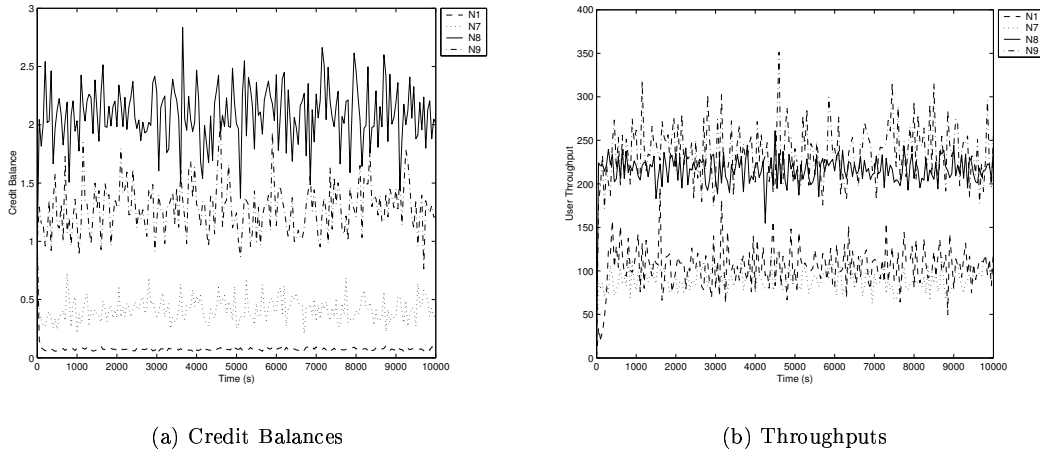 3
2.5
2
1.5
1
0.5
0
Credit Balance
0 1000 2000 3000 4000 5000 6000 7000 8000 9000 10000
Time (s)
N1
N7
N8
N9
(a) Credit Balances
400
350
300
250
200
150
100
50
0
User Throughput
0 1000 2000 3000 4000 5000 6000 7000 8000 9000 10000
Time (s)
N1
N7
N8
N9
(b) Throughputs